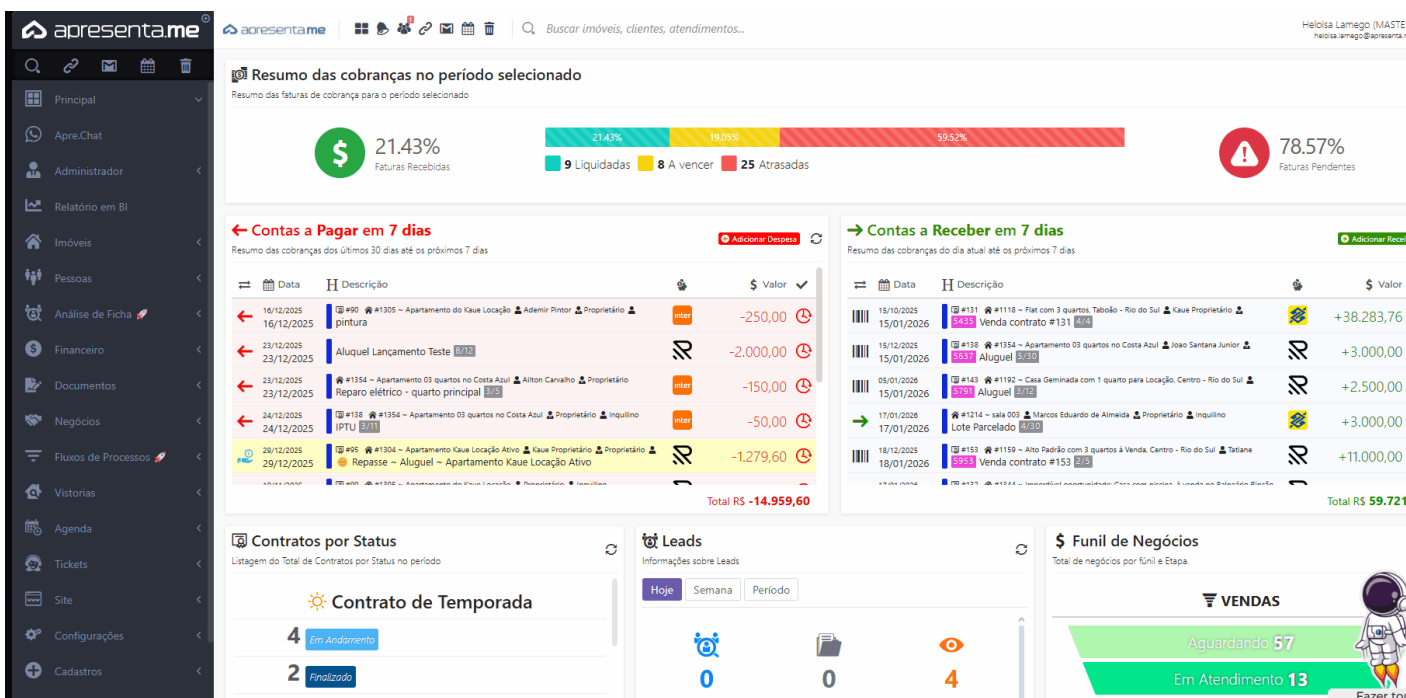 apresenta.me
apresenta.me
Buscar imóveis, clientes, atendimentos...
Heloísa Lamego (MASTE
heloisa.lamego@apresenta.m
Principal
Apre.Chat
Administrador
Relatório em BI
Imóveis
Pessoas
Análise de Ficha 🚀
Financeiro
Documentos
Negócios
Fluxos de Processos 🚀
Vistorias
Agenda
Tickets
Site
Configurações
Cadastros
Resumo das cobranças no período selecionado
Resumo das faturas de cobrança para o período selecionado
21.43%
Faturas Recebidas
21.43% 19.05% 59.52%
9 Liquidadas 8 A vencer 25 Atrasadas
78.57%
Faturas Pendentes
Contas a Pagar em 7 dias
Resumo das cobranças dos últimos 30 dias até os próximos 7 dias
Adicionar Despesa
Data Descrição $ Valor
16/12/2025 #90 #1305 ~ Apartamento do Kaue Locação Ademir Pintor Proprietário
16/12/2025 pintura inter -250,00
23/12/2025
23/12/2025 Aluquel Lançamento Teste 8/12 -2.000,00
23/12/2025 #1354 ~ Apartamento 03 quartos no Costa Azul Ailton Carvalho Proprietário
23/12/2025 Reparo elétrico - quarto principal 3/5 inter -150,00
24/12/2025 #138 #1354 ~ Apartamento 03 quartos no Costa Azul Proprietário Inquilino
24/12/2025 IPTU 3/11 inter -50,00
29/12/2025 #95 #1304 ~ Apartamento Kaue Locação Ativo Kaue Proprietário Proprietário
29/12/2025 Repasse ~ Aluguel ~ Apartamento Kaue Locação Ativo -1.279,60
Total R$ -14.959,60
Contas a Receber em 7 dias
Resumo das cobranças do dia atual até os próximos 7 dias
Adicionar Recei
Data Descrição $ Valor
15/10/2025 #131 #1118 ~ Flat com 3 quartos, Taboão - Rio do Sul Kaue Proprietário
15/01/2026 5435 Venda contrato #131 4/4 +38.283,76
15/12/2025 #138 #1354 ~ Apartamento 03 quartos no Costa Azul Joao Santana Junior
15/01/2026 5637 Aluguel 5/30 +3.000,00
05/01/2026 #143 #1192 ~ Casa Geminada com 1 quarto para Locação, Centro - Rio do Sul
15/01/2026 5791 Aluguel 3/12 +2.500,00
17/01/2026 #1214 ~ sala 003 Marcos Eduardo de Almeida Proprietário Inquilino
17/01/2026 Lote Parcelado 4/30 +3.000,00
15/01/2026 #153 #1159 ~ Alto Padrão com 3 quartos à Venda, Centro - Rio do Sul Tatiane
18/01/2026 5953 Venda contrato #153 2/5 +11.000,00
Total R$ 59.721
Contratos por Status
Listagem do Total de Contratos por Status no período
Contrato de Temporada
4 Em Andamento
2 Finalizado
Leads
Informações sobre Leads
Hoje Semana Período
0 0 4
$ Funil de Negócios
Total de negócios por fúnil e Etapa.
VENDAS
Aguardando 57
Em Atendimento 13
Fazer tou